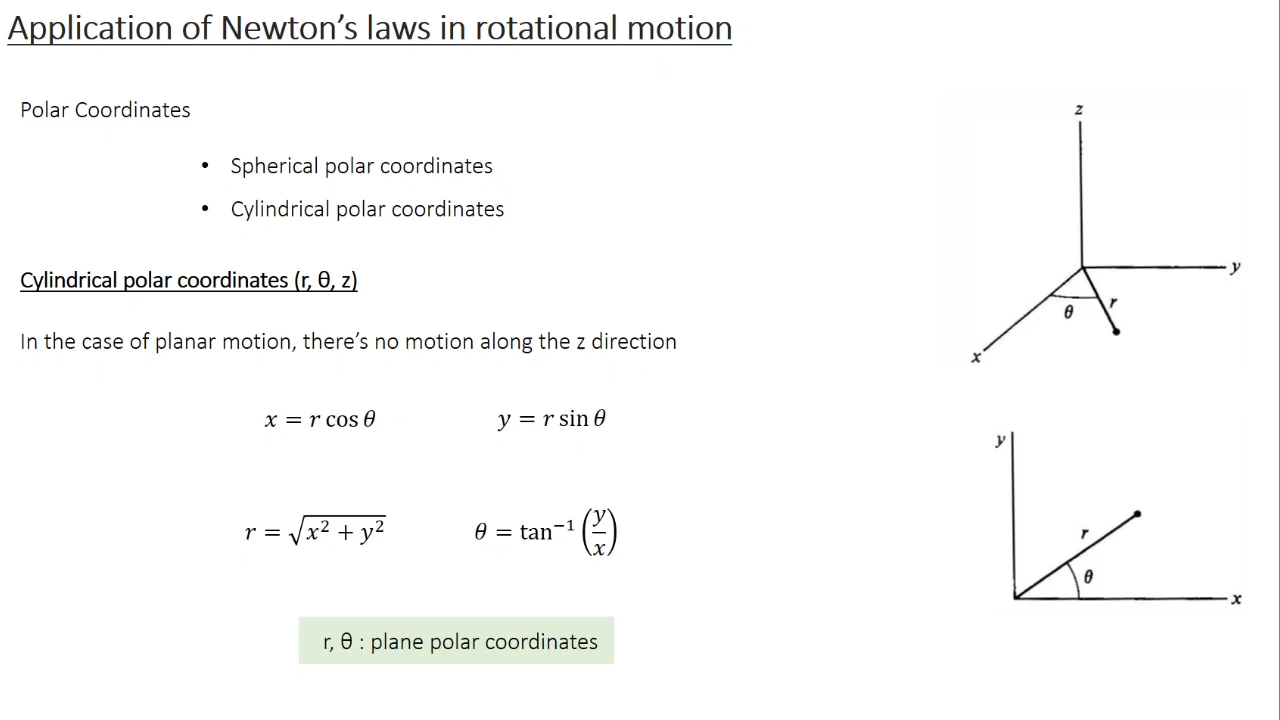 Application of Newton’s laws in rotational motion
Polar Coordinates
• Spherical polar coordinates
• Cylindrical polar coordinates
Cylindrical polar coordinates (r, θ, z)
In the case of planar motion, there’s no motion along the z direction
x = r cos θ
y = r sin θ
r = √(x² + y²)
θ = tan⁻¹ (y/x)
r, θ : plane polar coordinates
z
y
r
θ
x
y
r
θ
x